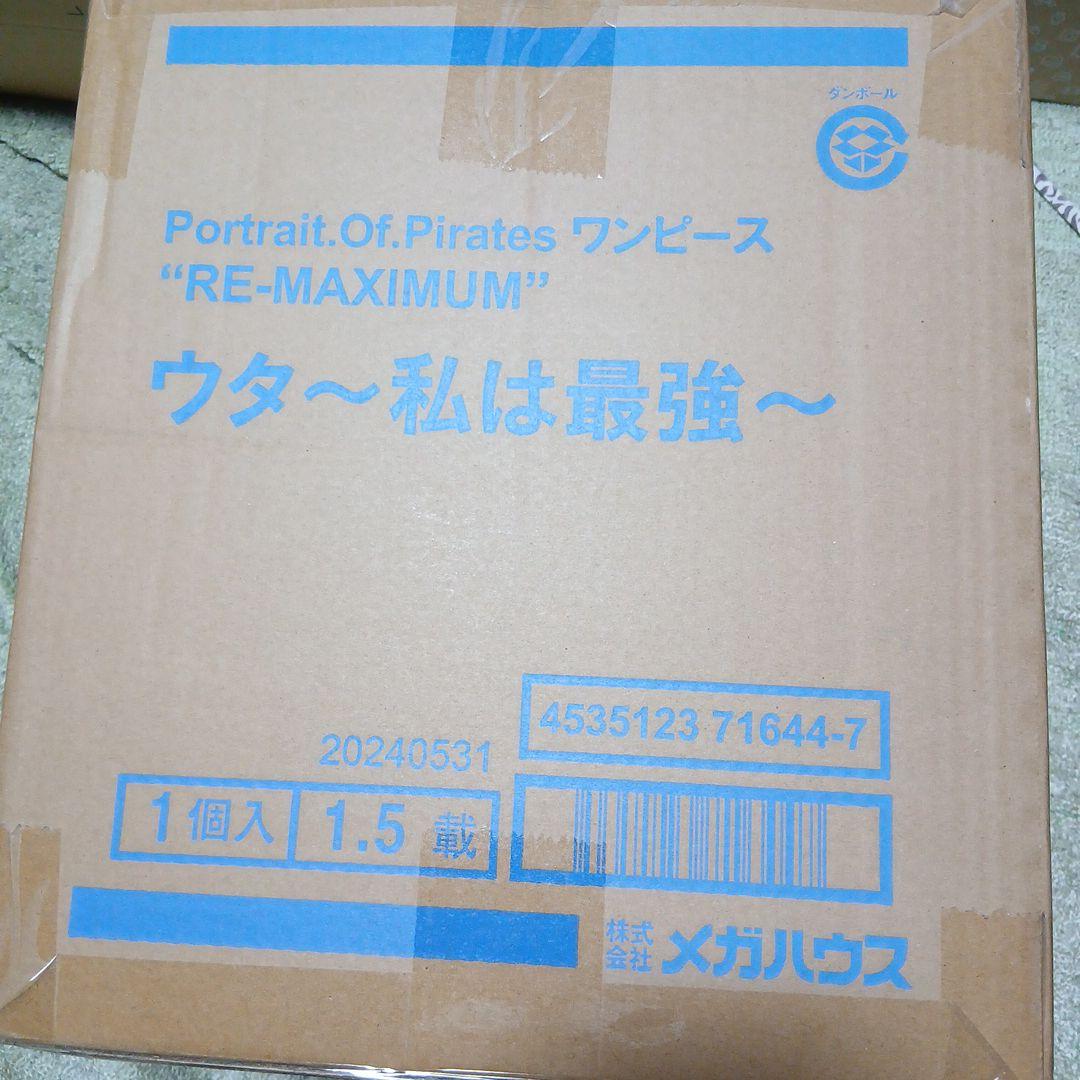 ダンボール
Portrait.Of.Pirates ワンピース
“RE-MAXIMUM”
ウタ～私は最強～
4535123 71644-7
20240531
1個入 1.5 載
株式会社 メガハウス